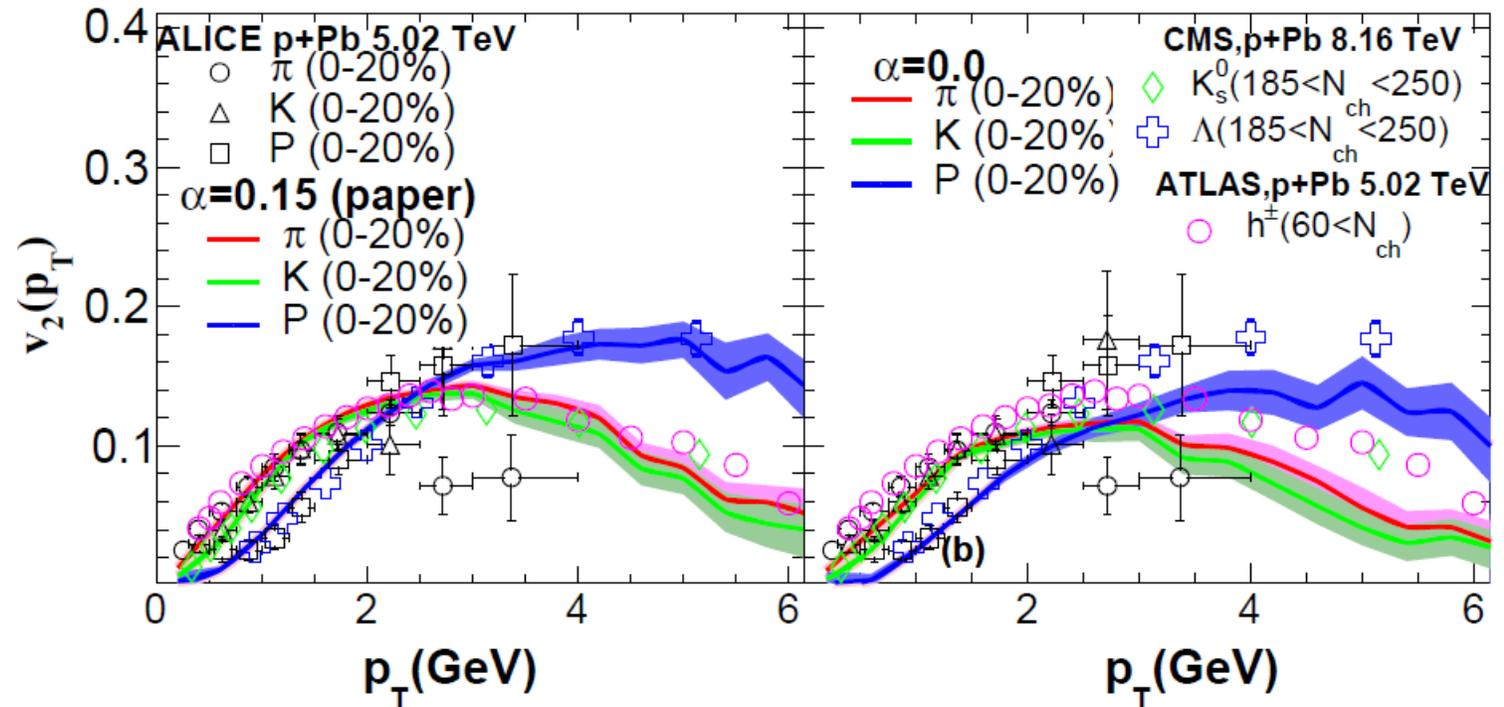 v2(pT)
0.4
0.3
0.2
0.1
ALICE p+Pb 5.02 TeV
π (0-20%)
K (0-20%)
P (0-20%)
α=0.15 (paper)
π (0-20%)
K (0-20%)
P (0-20%)
0 2 4 6
pT(GeV)
α=0.0
π (0-20%)
K (0-20%)
P (0-20%)
CMS,p+Pb 8.16 TeV
K0s(185<Nch<250)
Λ(185<Nch<250)
ATLAS,p+Pb 5.02 TeV
h±(60<Nch)
(b)
2 4 6
pT(GeV)